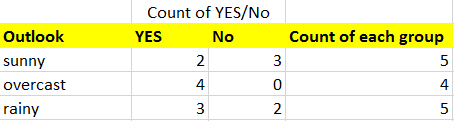 Count of YES/No
Outlook YES No Count of each group
sunny 2 3 5
overcast 4 0 4
rainy 3 2 5